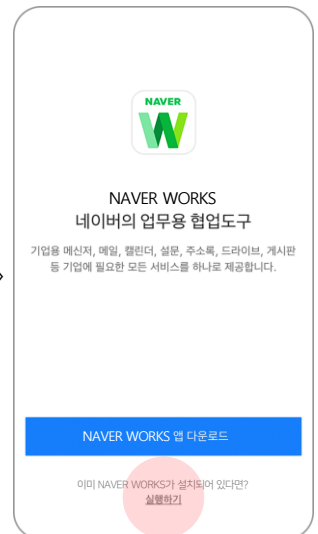 NAVER
NAVER WORKS
네이버의 업무용 협업도구
기업용 메신저, 메일, 캘린더, 설문, 주소록, 드라이브, 게시판
등 기업에 필요한 모든 서비스를 하나로 제공합니다.
NAVER WORKS 앱 다운로드
이미 NAVER WORKS가 설치되어 있다면?
실행하기